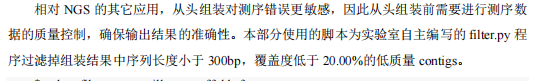 相对 NGS 的其它应用，从头组装对测序错误更敏感，因此从头组装前需要进行测序数
据的质量控制，确保输出结果的准确性。本部分使用的脚本为实验室自主编写的 filter.py 程
序过滤掉组装结果中序列长度小于 300bp，覆盖度低于 20.00%的低质量 contigs。